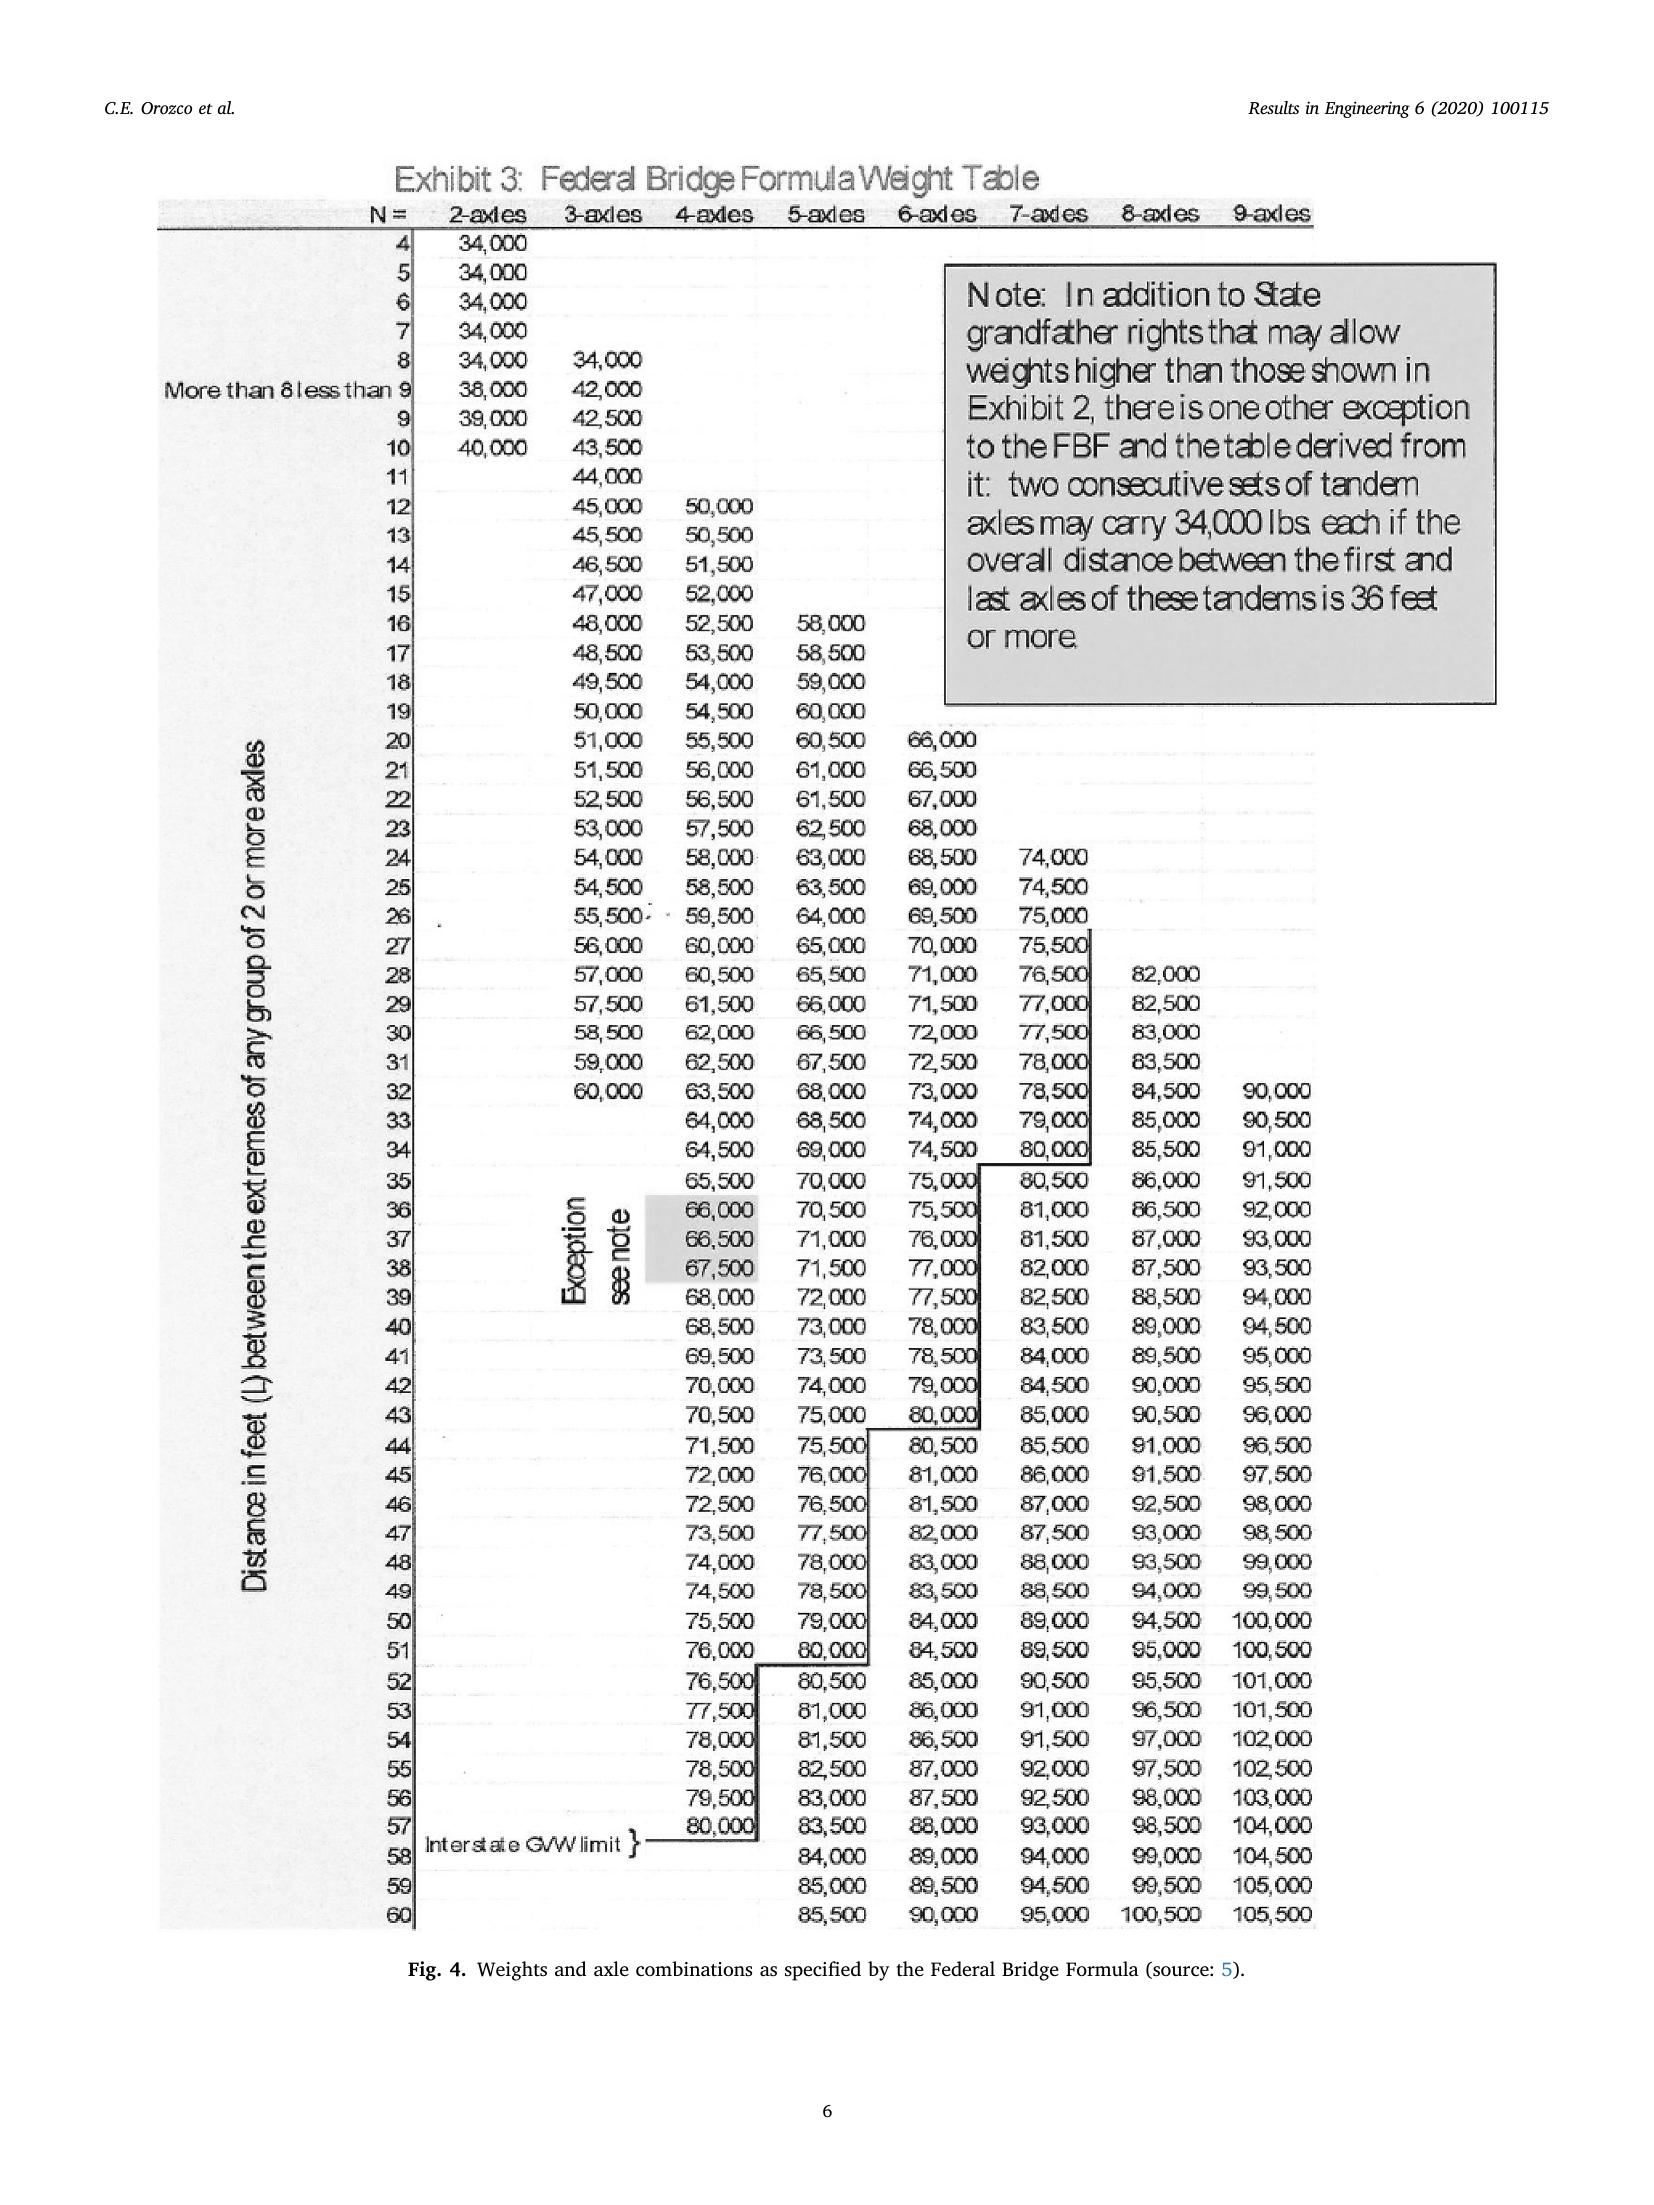 C.E. Orozco et al.
Results in Engineering 6 (2020) 100115
Exhibit 3: Federal Bridge Formula Weight Table
N = 2-axles 3-axles 4-axles 5-axles 6-axles 7-axles 8-axles 9-axles
4 34,000
5 34,000
6 34,000
7 34,000
8 34,000 34,000
More than 8 less than 9 38,000 42,000
9 39,000 42,500
10 40,000 43,500
11 44,000
12 45,000 50,000
13 45,500 50,500
14 46,500 51,500
15 47,000 52,000
16 48,000 52,500 58,000
17 48,500 53,500 58,500
18 49,500 54,000 59,000
19 50,000 54,500 60,000
20 51,000 55,500 60,500 66,000
21 51,500 56,000 61,000 66,500
22 52,500 56,500 61,500 67,000
23 53,000 57,500 62,500 68,000
24 54,000 58,000 63,000 68,500 74,000
25 54,500 58,500 63,500 69,000 74,500
26 55,500 59,500 64,000 69,500 75,000
27 56,000 60,000 65,000 70,000 75,500
28 57,000 60,500 65,500 71,000 76,500 82,000
29 57,500 61,500 66,000 71,500 77,000 82,500
30 58,500 62,000 66,500 72,000 77,500 83,000
31 59,000 62,500 67,500 72,500 78,000 83,500
32 60,000 63,500 68,000 73,000 78,500 84,500 90,000
33 64,000 68,500 74,000 79,000 85,000 90,500
34 64,500 69,000 74,500 80,000 85,500 91,000
35 65,500 70,000 75,000 80,500 86,000 91,500
36 66,000 70,500 75,500 81,000 86,500 92,000
37 66,500 71,000 76,000 81,500 87,000 93,000
38 67,500 71,500 77,000 82,000 87,500 93,500
39 68,000 72,000 77,500 82,500 88,500 94,000
40 68,500 73,000 78,000 83,500 89,000 94,500
41 69,500 73,500 78,500 84,000 89,500 95,000
42 70,000 74,000 79,000 84,500 90,000 95,500
43 70,500 75,000 80,000 85,000 90,500 96,000
44 71,500 75,500 80,500 85,500 91,000 96,500
45 72,000 76,000 81,000 86,000 91,500 97,500
46 72,500 76,500 81,500 87,000 92,500 98,000
47 73,500 77,500 82,000 87,500 93,000 98,500
48 74,000 78,000 83,000 88,000 93,500 99,000
49 74,500 78,500 83,500 88,500 94,000 99,500
50 75,500 79,000 84,000 89,000 94,500 100,000
51 76,000 80,000 84,500 89,500 95,000 100,500
52 76,500 80,500 85,000 90,500 95,500 101,000
53 77,500 81,000 86,000 91,000 96,500 101,500
54 78,000 81,500 86,500 91,500 97,000 102,000
55 78,500 82,500 87,000 92,000 97,500 102,500
56 79,500 83,000 87,500 92,500 98,000 103,000
57 80,000 83,500 88,000 93,000 98,500 104,000
Interstate GVW limit }
58 84,000 89,000 94,000 99,000 104,500
59 85,000 89,500 94,500 99,500 105,000
60 85,500 90,000 95,000 100,500 105,500
Distance in feet (L) between the extremes of any group of 2 or more axles
Exception
see note
Note: In addition to State
grandfather rights that may allow
weights higher than those shown in
Exhibit 2, there is one other exception
to the FBF and the table derived from
it: two consecutive sets of tandem
axles may carry 34,000 lbs. each if the
overall distance between the first and
last axles of these tandems is 36 feet
or more.
Fig. 4. Weights and axle combinations as specified by the Federal Bridge Formula (source: 5).
6